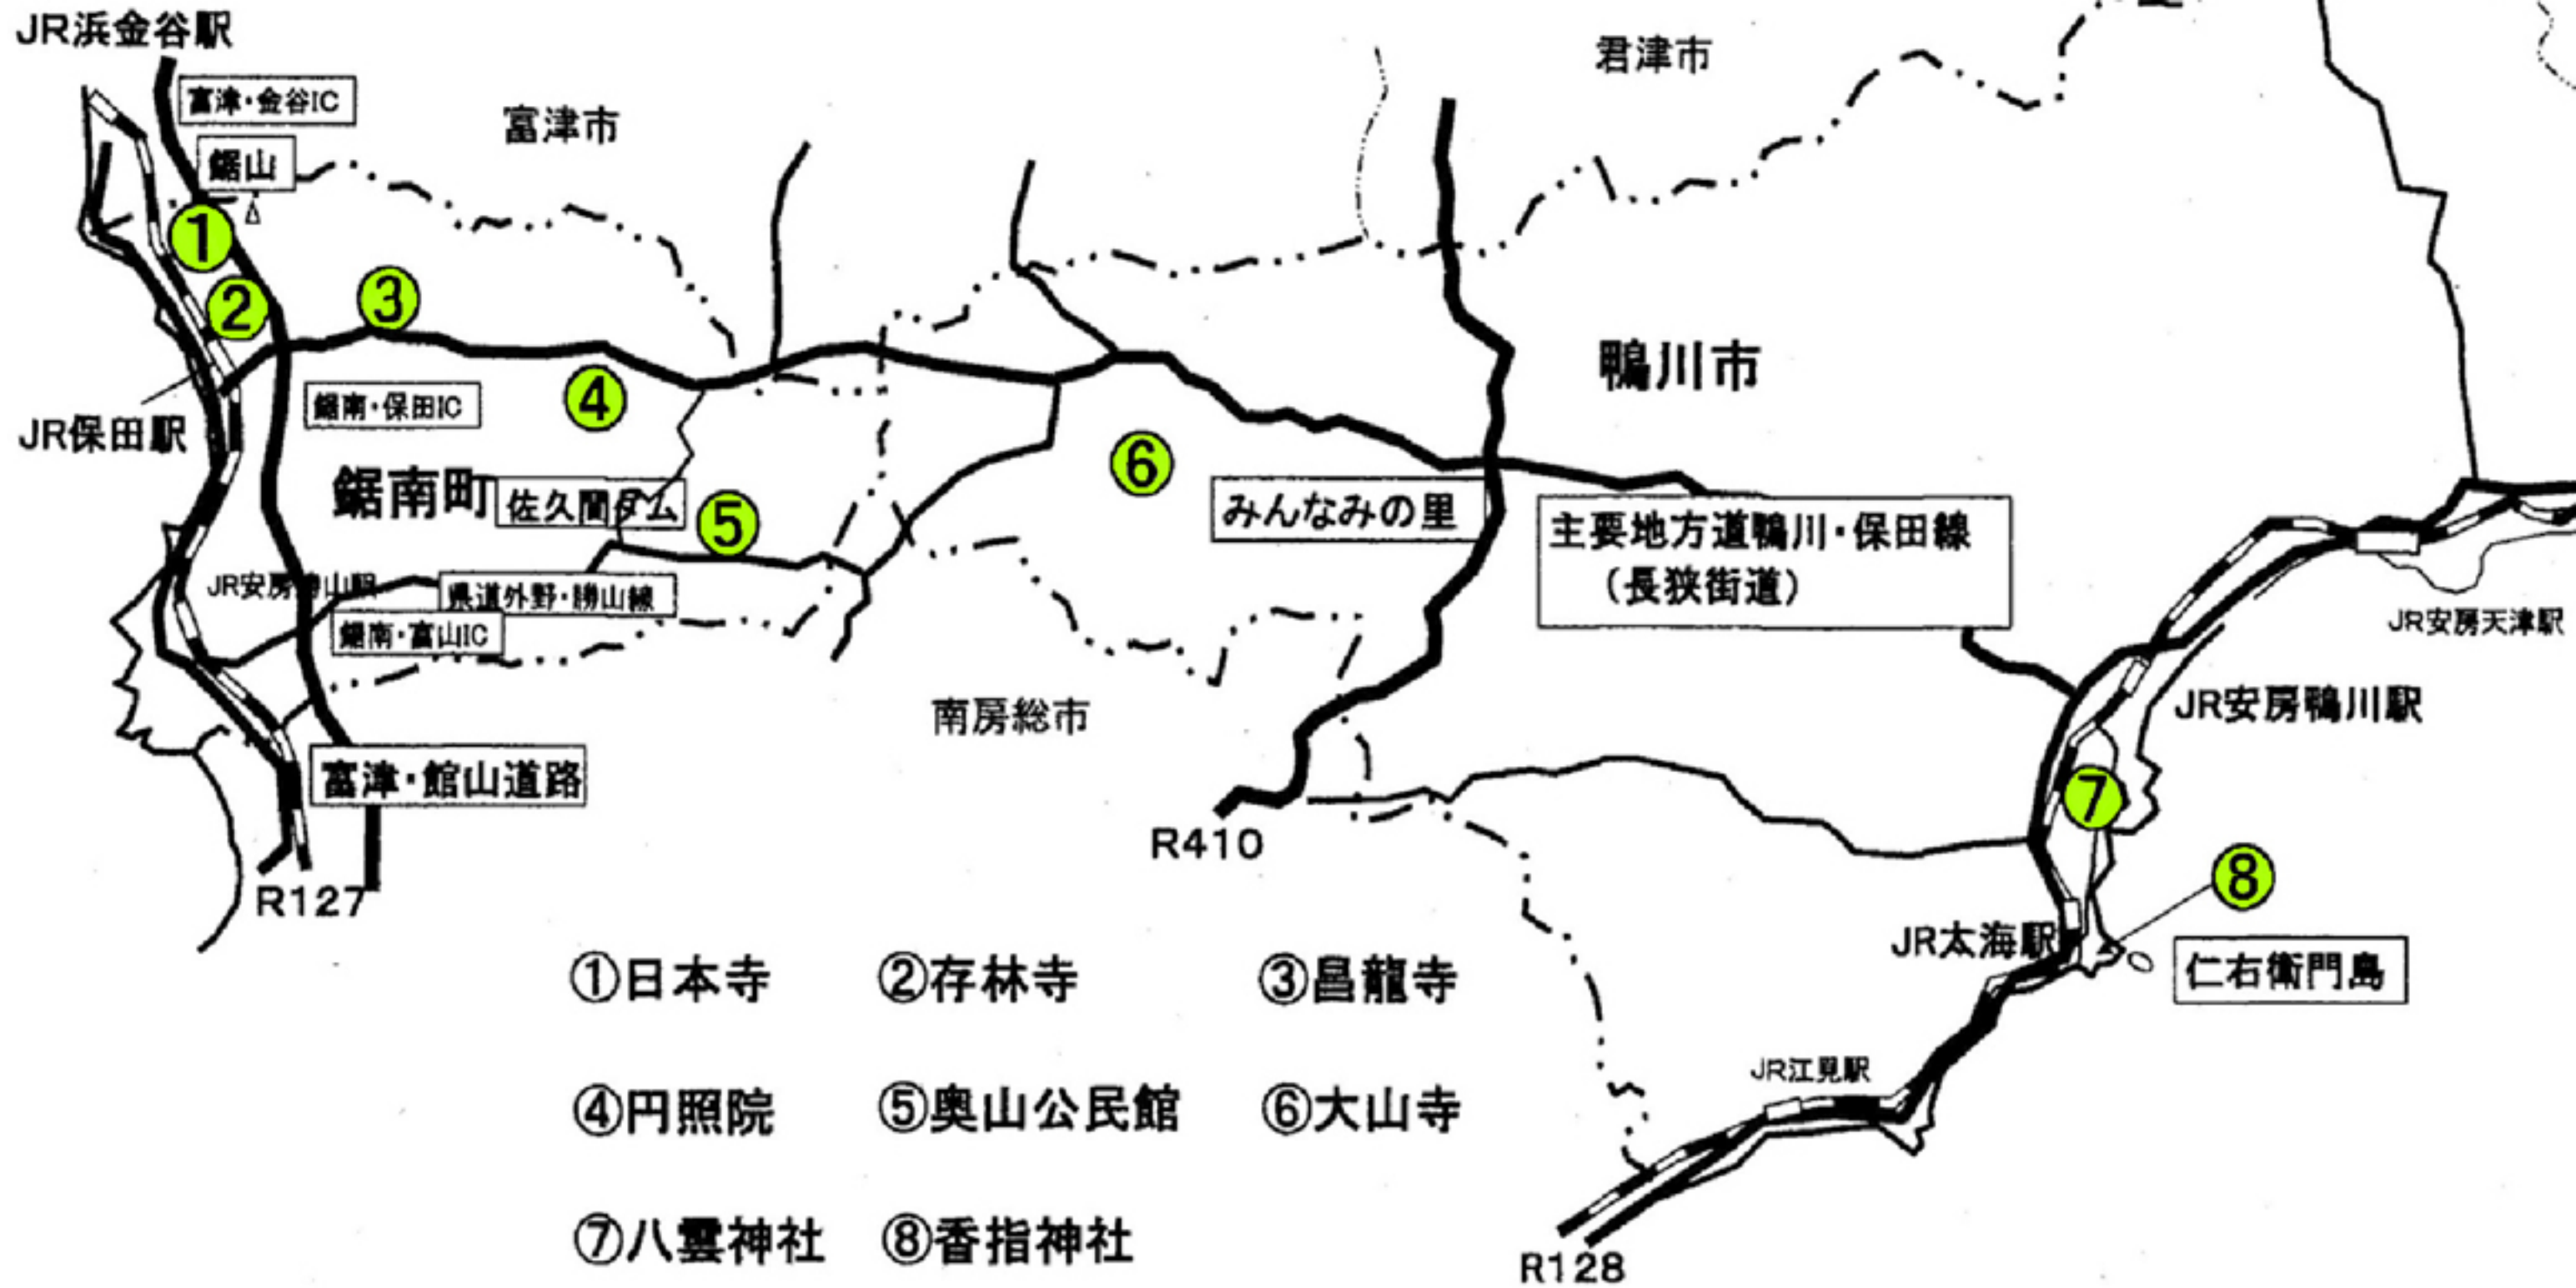 JR浜金谷駅
富津・金谷IC
鋸山
富津市
君津市
①
②
③
④
⑤
⑥
⑦
⑧
JR保田駅
鋸南・保田IC
鋸南町
佐久間ダム
鴨川市
みんなみの里
主要地方道鴨川・保田線
（長狭街道）
JR安房勝山駅
県道外野・勝山線
鋸南・富山IC
富津・館山道路
南房総市
JR安房天津駅
JR安房鴨川駅
R410
R127
JR太海駅
仁右衛門島
JR江見駅
R128
①日本寺 ②存林寺 ③昌龍寺
④円照院 ⑤奥山公民館 ⑥大山寺
⑦八雲神社 ⑧香指神社